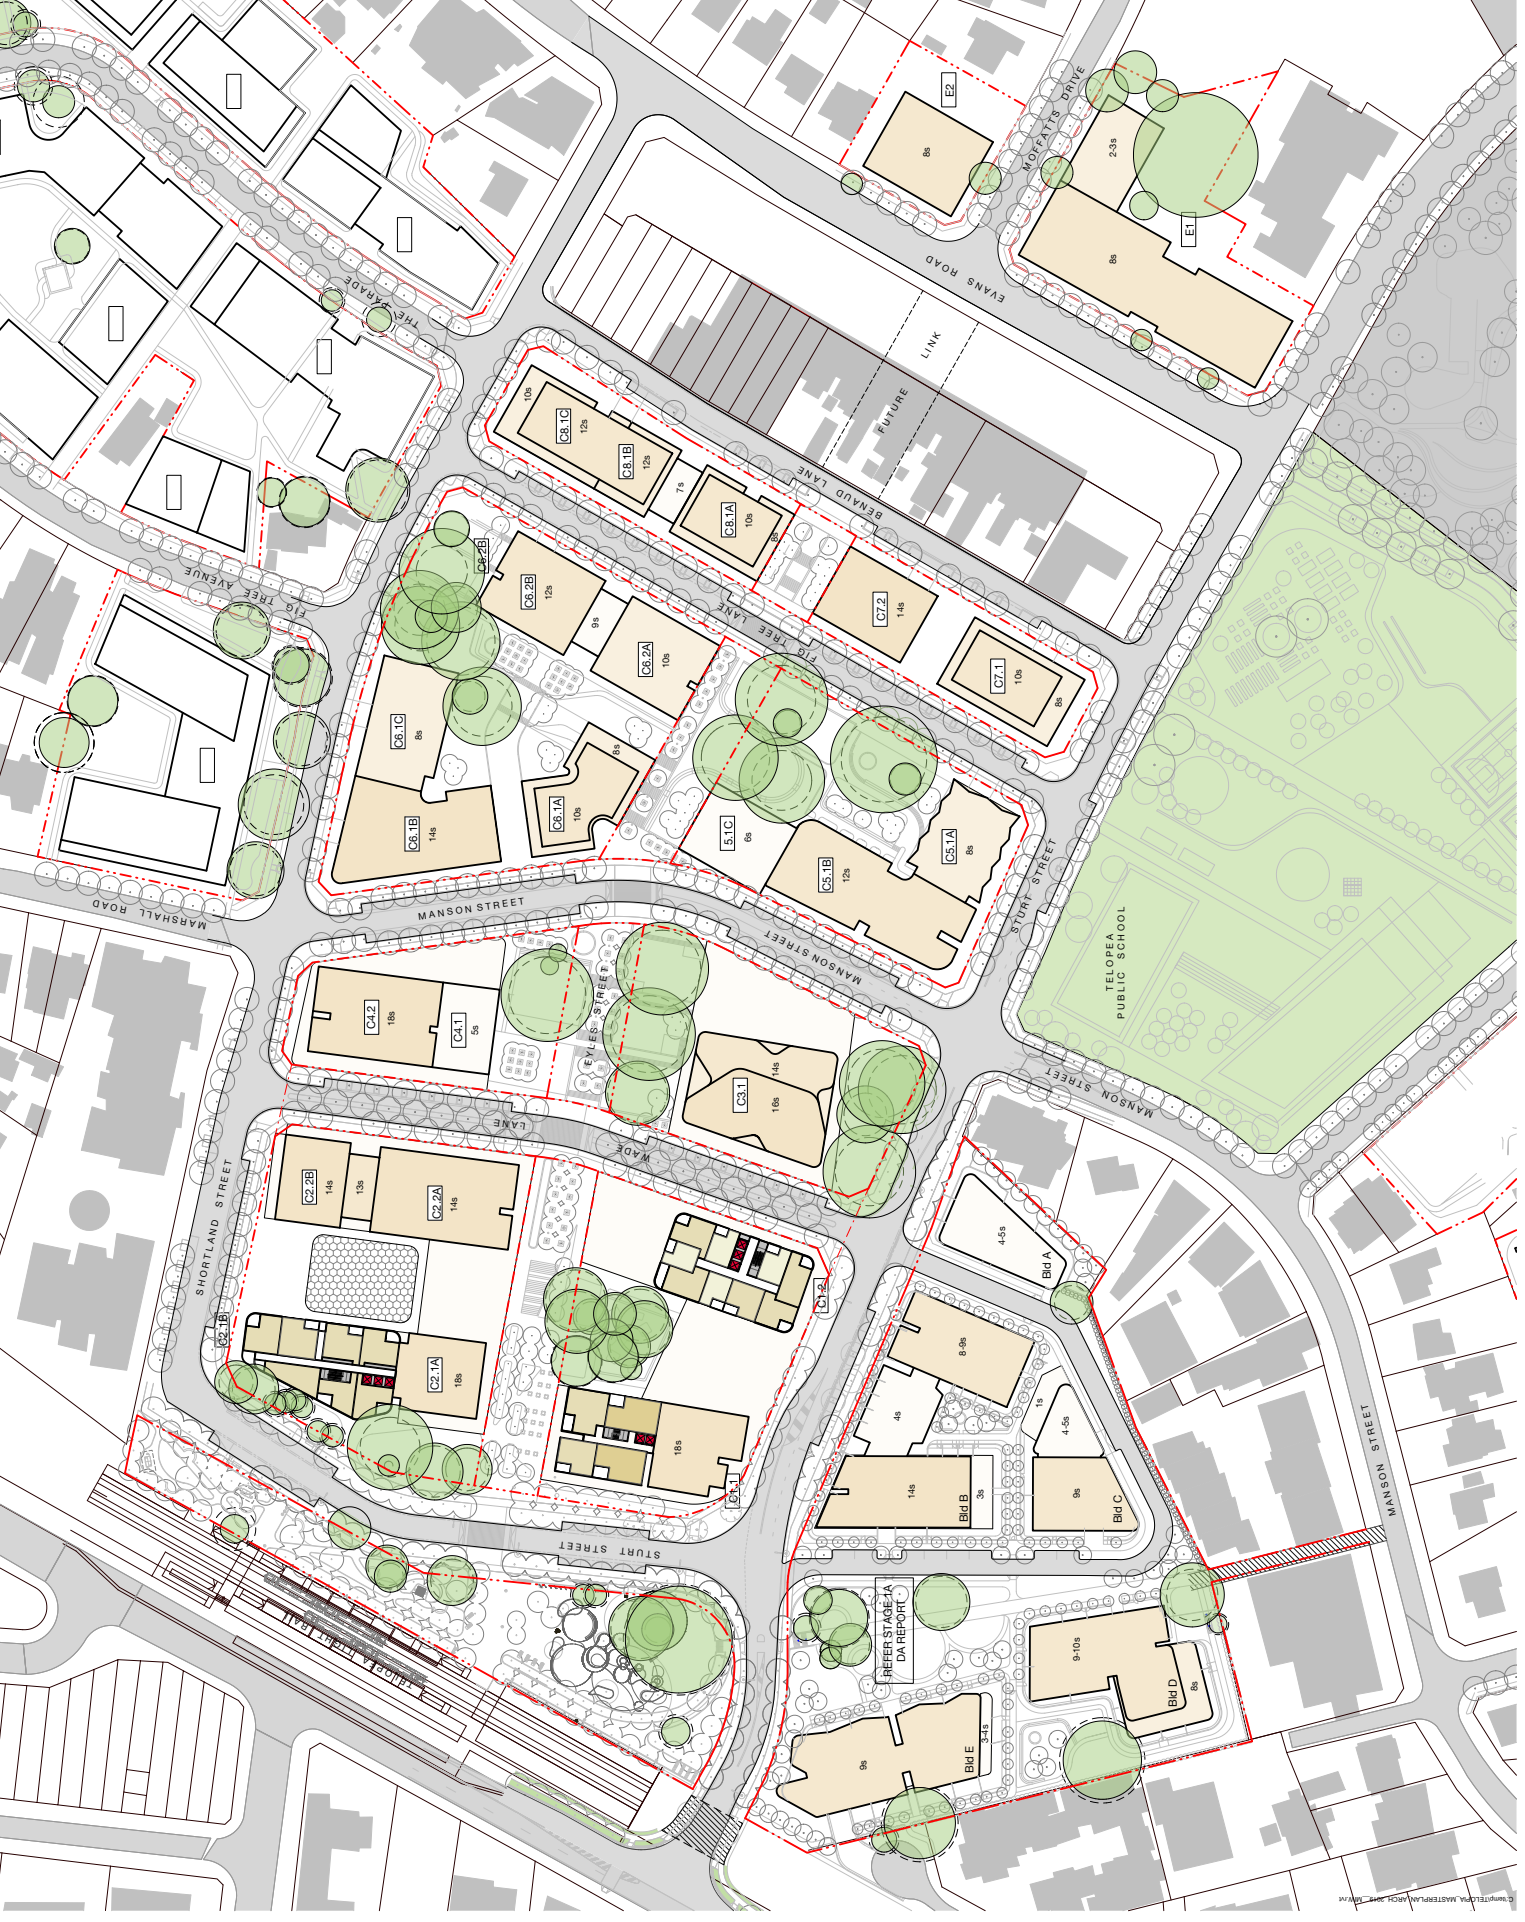 E2
8s
MOFFATTS DRIVE
2-3s
E1
8s
EVANS ROAD
THE PARADE
LINK
FUTURE
BENAUD LANE
10s
C8.1C
12s
C8.1B
12s
7s
C8.1A
10s
8s
FIG TREE AVENUE
C6.2B
C6.2B
12s
9s
C6.2A
10s
FIG TREE LANE
C7.2
14s
C7.1
10s
8s
C6.1C
8s
C6.1B
14s
C6.1A
10s
8s
5.1C
6s
C5.1B
12s
C5.1A
8s
STURT STREET
MARSHALL ROAD
MANSON STREET
MANSON STREET
TELOPEA
PUBLIC SCHOOL
C4.2
18s
C4.1
5s
EYLES STREET
C3.1
14s
16s
MANSON STREET
WADE LANE
SHORTLAND STREET
C2.2B
14s
13s
C2.2A
14s
C2.1B
C2.1A
18s
C1.2
C1.1
18s
4-5s
Bld A
8-9s
4s
1s
4-5s
14s
Bld B
3s
9s
Bld C
MANSON STREET
STURT STREET
TELOPEA LIGHT RAIL
REFER STAGE 1A
DA REPORT
9-10s
Bld D
8s
9s
Bld E
3-4s
C:\temp\TELOPIA_MASTERPLAN_ARCH_2019__MIW.rvt